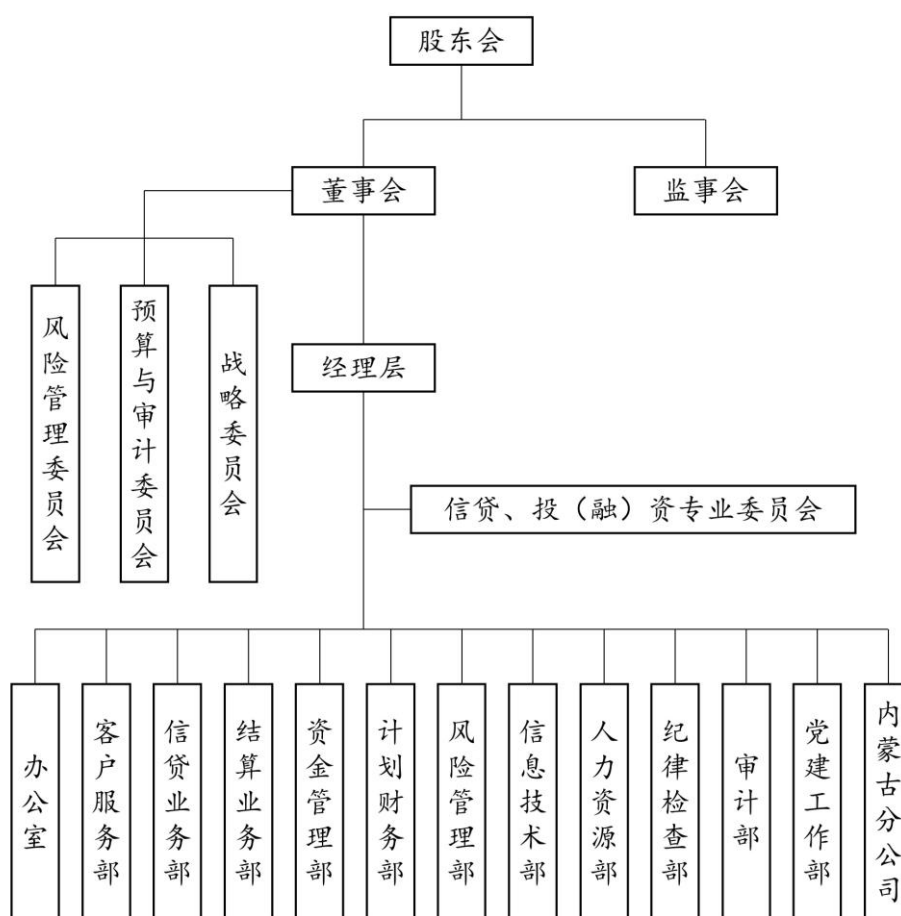 股东会
董事会
监事会
风险管理委员会
预算与审计委员会
战略委员会
经理层
信贷、投（融）资专业委员会
办公室
客户服务部
信贷业务部
结算业务部
资金管理部
计划财务部
风险管理部
信息技术部
人力资源部
纪律检查部
审计部
党建工作部
内蒙古分公司